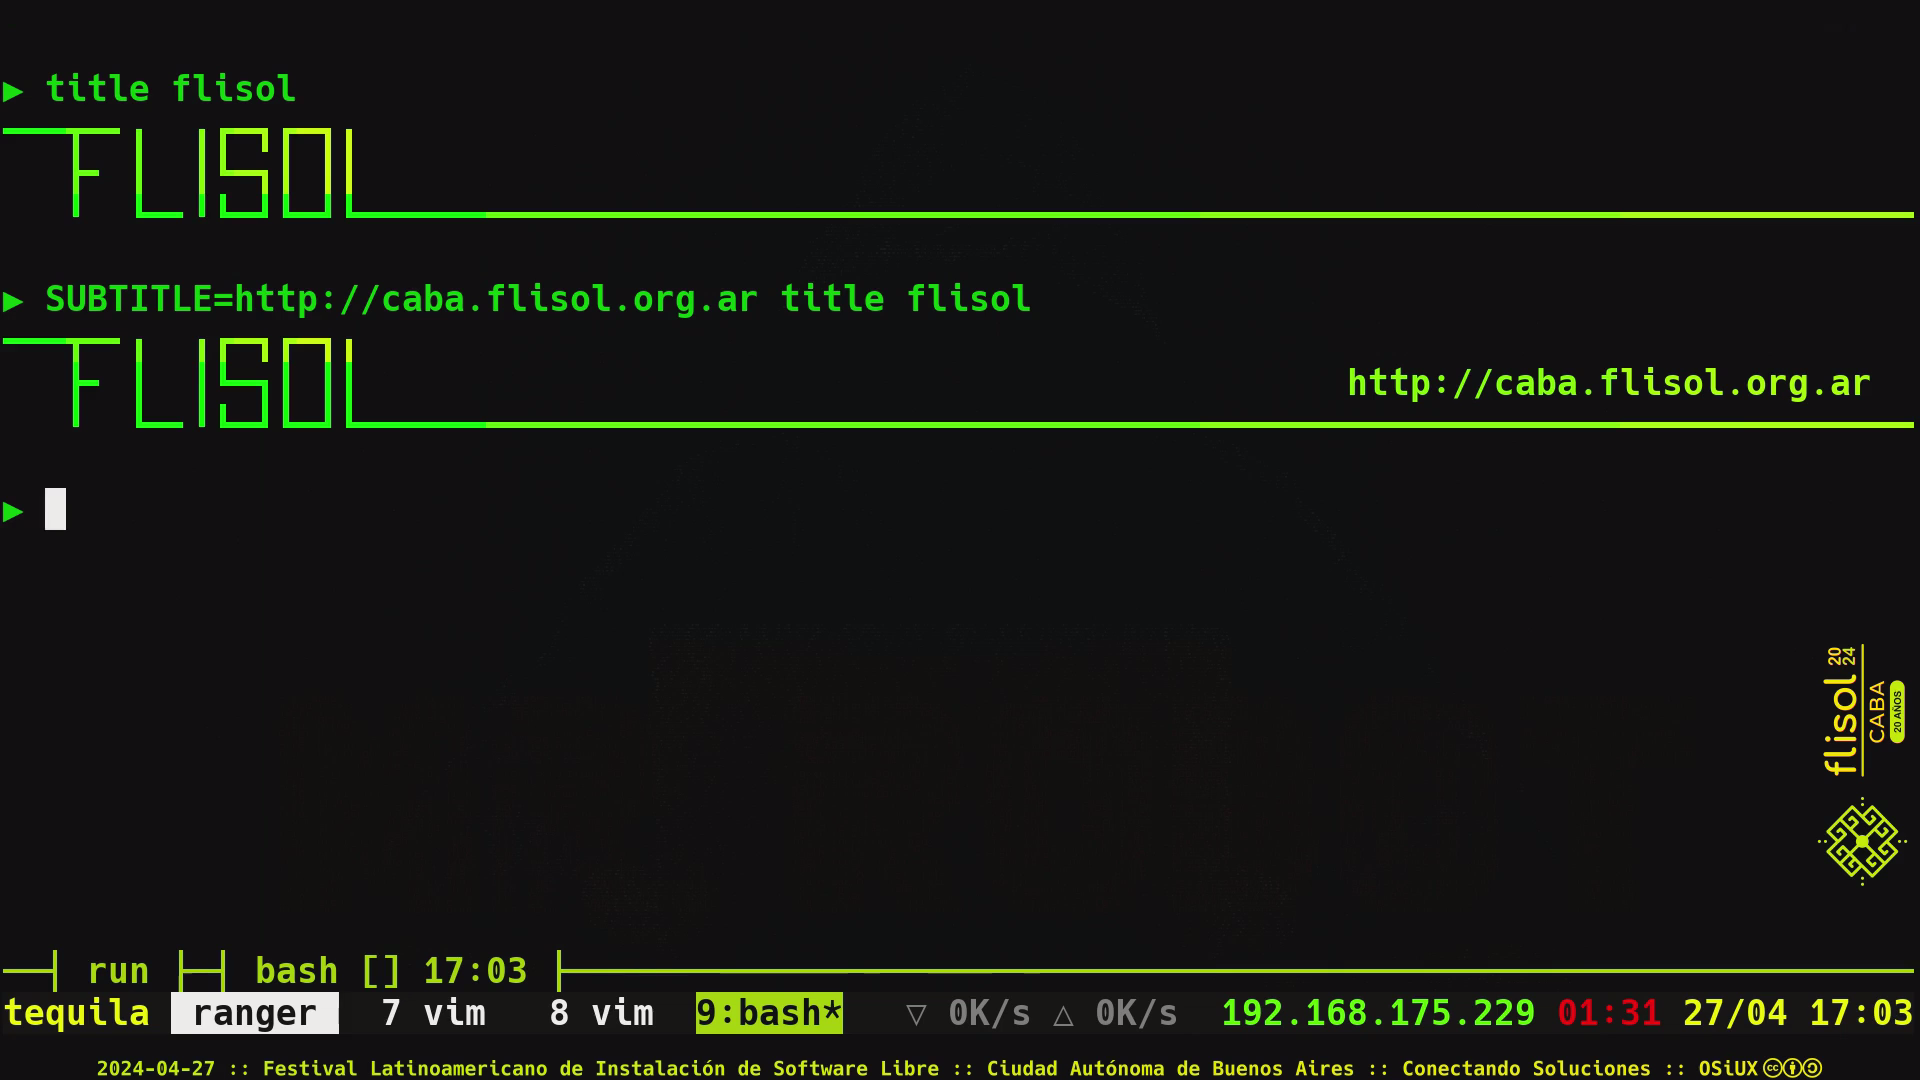 ▶ title flisol
FLISOL
▶ SUBTITLE=http://caba.flisol.org.ar title flisol
FLISOL
http://caba.flisol.org.ar
▶
flisol 2024
CABA
20 AÑOS
run bash [] 17:03
tequila ranger 7 vim 8 vim 9:bash* ▽ 0K/s △ 0K/s 192.168.175.229 01:31 27/04 17:03
2024-04-27 :: Festival Latinoamericano de Instalación de Software Libre :: Ciudad Autónoma de Buenos Aires :: Conectando Soluciones :: OSiUX